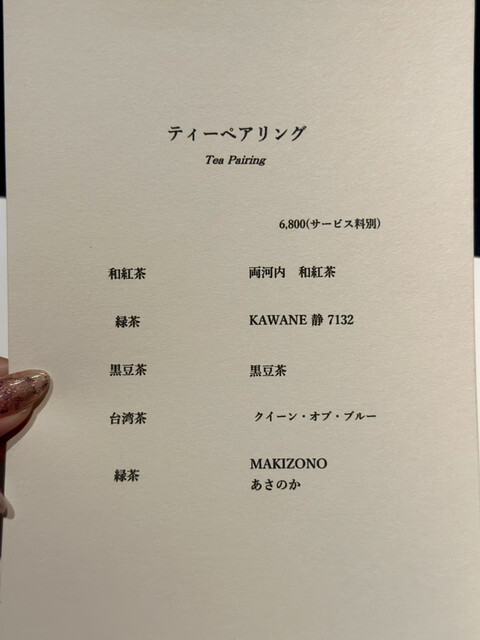 ティーペアリング
Tea Pairing
6,800(サービス料別)
和紅茶 両河内 和紅茶
緑茶 KAWANE 静 7132
黒豆茶 黒豆茶
台湾茶 クイーン・オブ・ブルー
緑茶 MAKIZONO
あさのか